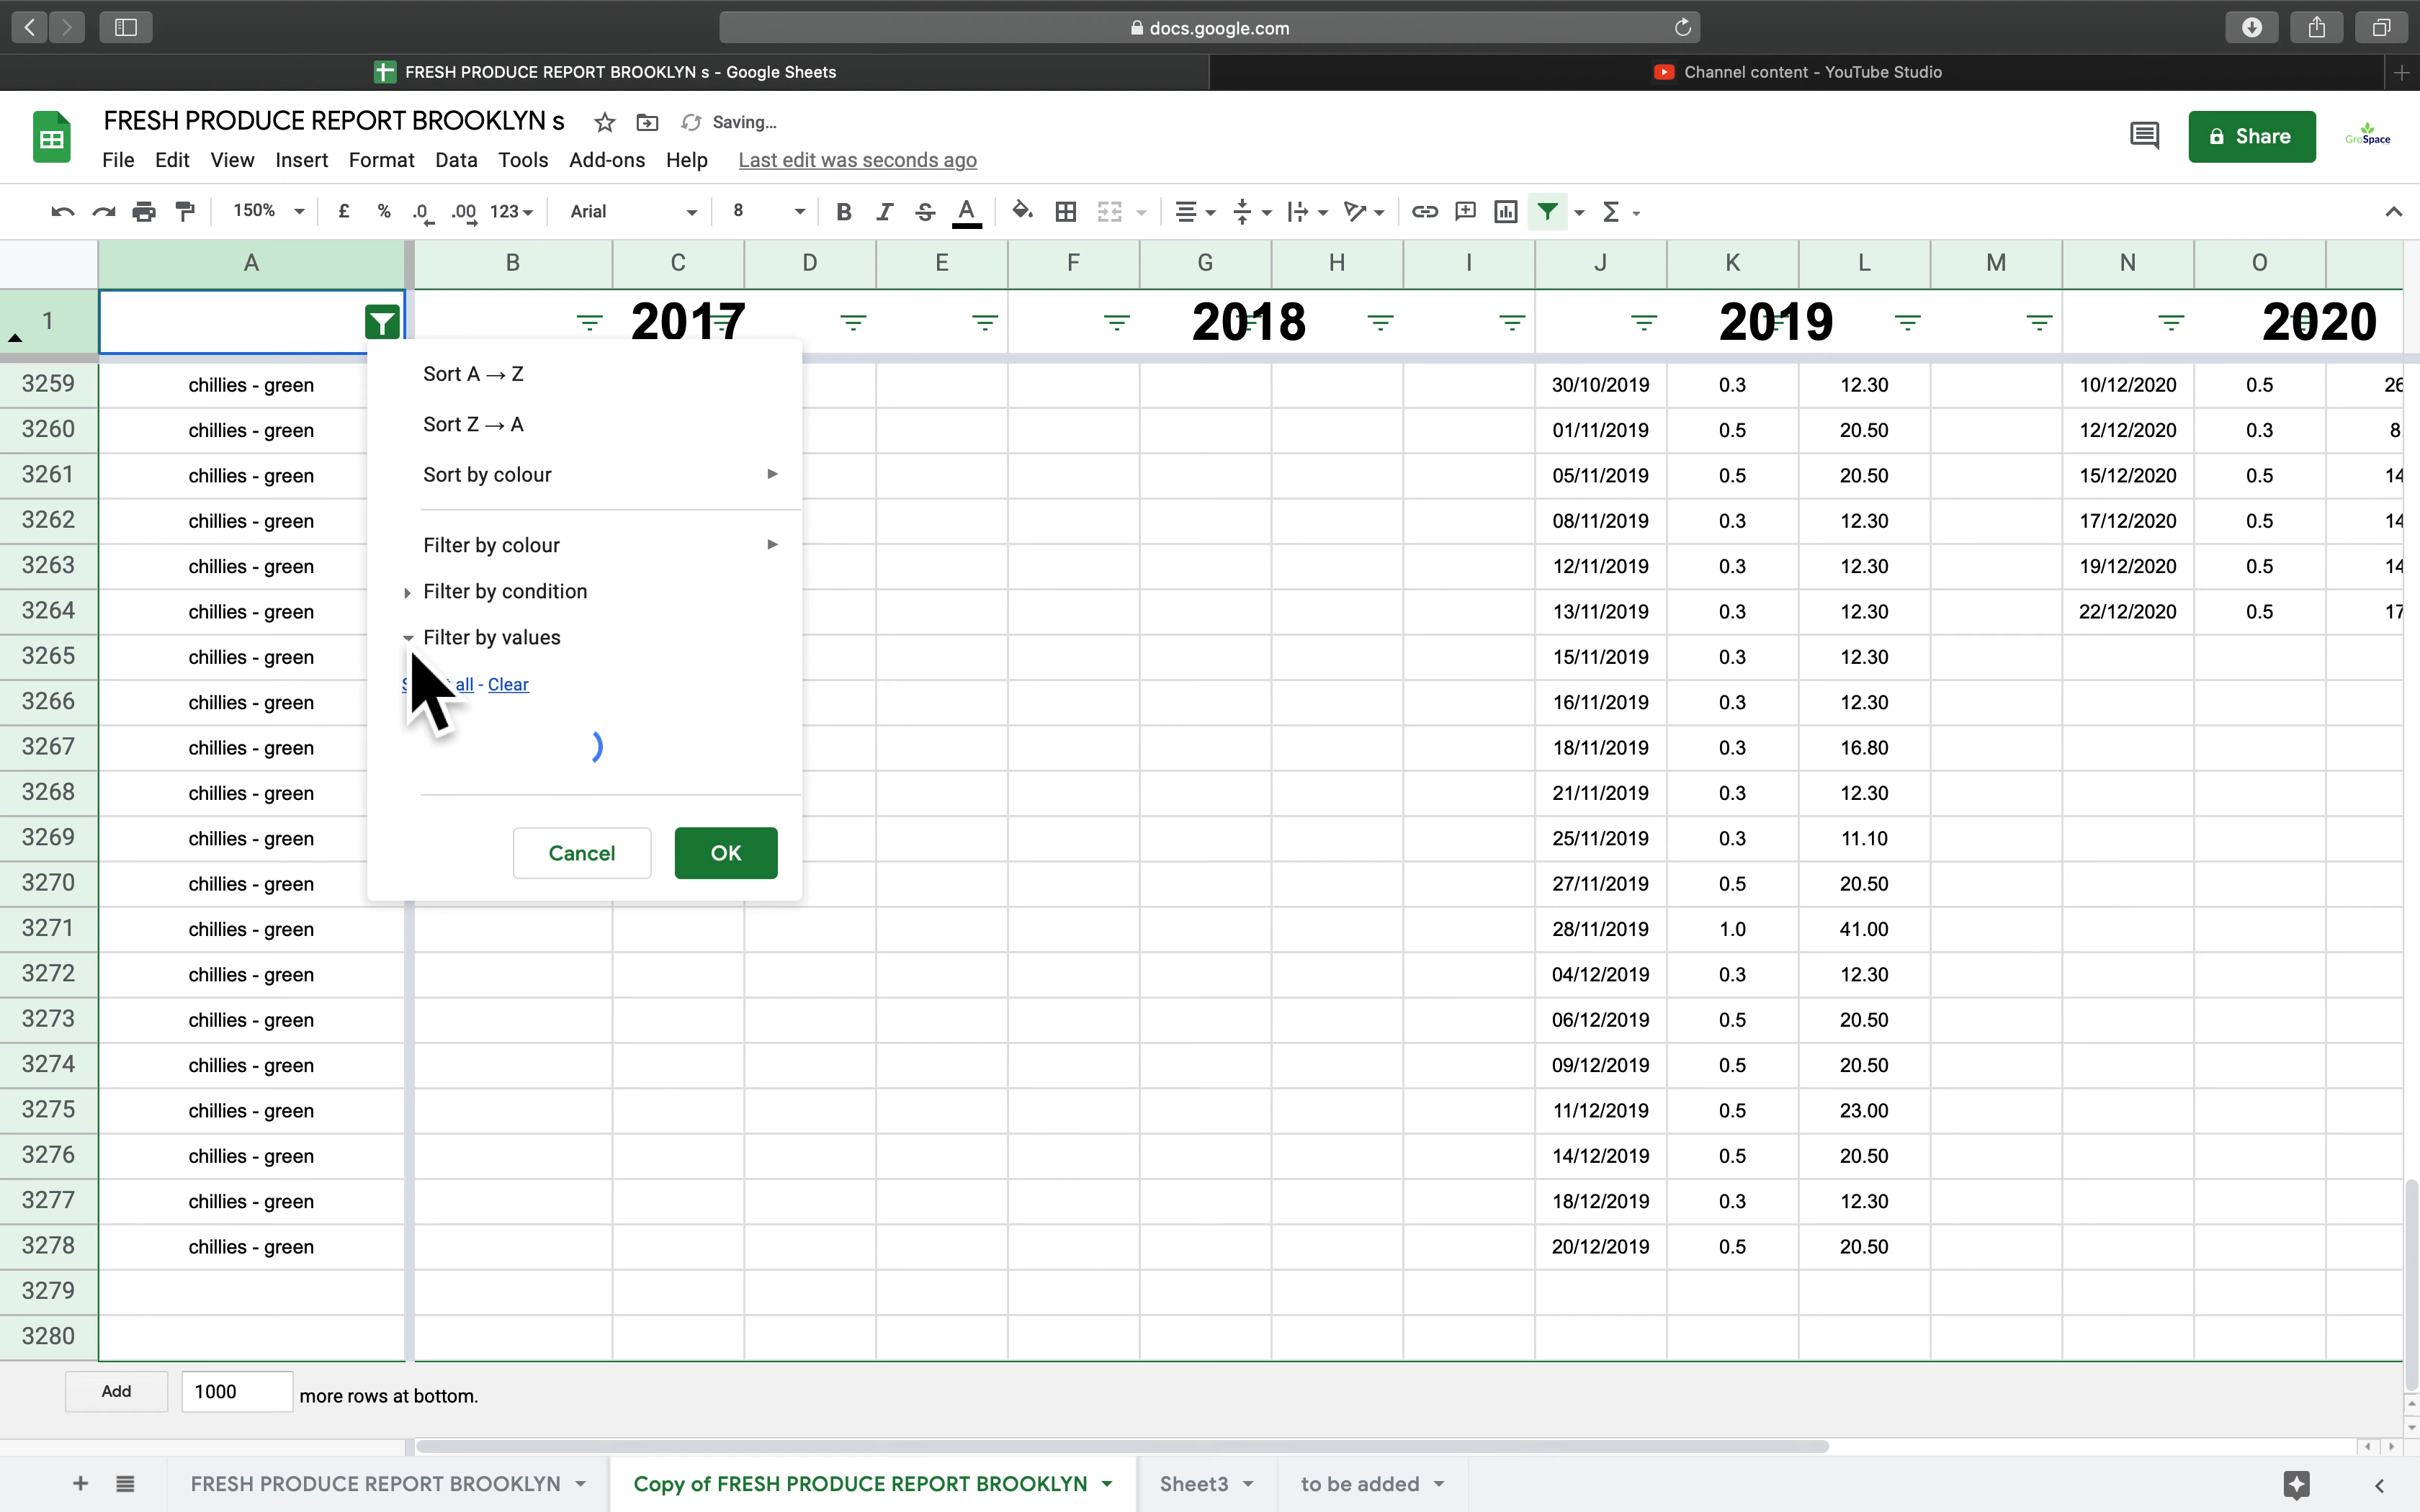 docs.google.com
FRESH PRODUCE REPORT BROOKLYN s - Google Sheets
Channel content - YouTube Studio
FRESH PRODUCE REPORT BROOKLYN s
Saving...
Share
GroSpace
File Edit View Insert Format Data Tools Add-ons Help Last edit was seconds ago
150% £ % .0 .00 123 Arial 8 B I S A Σ
A B C D E F G H I J K L M N O
1 2017 2018 2019 2020
3259 chillies - green 30/10/2019 0.3 12.30 10/12/2020 0.5 26
3260 chillies - green 01/11/2019 0.5 20.50 12/12/2020 0.3 8
3261 chillies - green 05/11/2019 0.5 20.50 15/12/2020 0.5 14
3262 chillies - green 08/11/2019 0.3 12.30 17/12/2020 0.5 14
3263 chillies - green 12/11/2019 0.3 12.30 19/12/2020 0.5 14
3264 chillies - green 13/11/2019 0.3 12.30 22/12/2020 0.5 17
3265 chillies - green 15/11/2019 0.3 12.30
3266 chillies - green 16/11/2019 0.3 12.30
3267 chillies - green 18/11/2019 0.3 16.80
3268 chillies - green 21/11/2019 0.3 12.30
3269 chillies - green 25/11/2019 0.3 11.10
3270 chillies - green 27/11/2019 0.5 20.50
3271 chillies - green 28/11/2019 1.0 41.00
3272 chillies - green 04/12/2019 0.3 12.30
3273 chillies - green 06/12/2019 0.5 20.50
3274 chillies - green 09/12/2019 0.5 20.50
3275 chillies - green 11/12/2019 0.5 23.00
3276 chillies - green 14/12/2019 0.5 20.50
3277 chillies - green 18/12/2019 0.3 12.30
3278 chillies - green 20/12/2019 0.5 20.50
3279
3280
Sort A → Z
Sort Z → A
Sort by colour
Filter by colour
Filter by condition
Filter by values
all - Clear
Cancel OK
Add 1000 more rows at bottom.
FRESH PRODUCE REPORT BROOKLYN Copy of FRESH PRODUCE REPORT BROOKLYN Sheet3 to be added